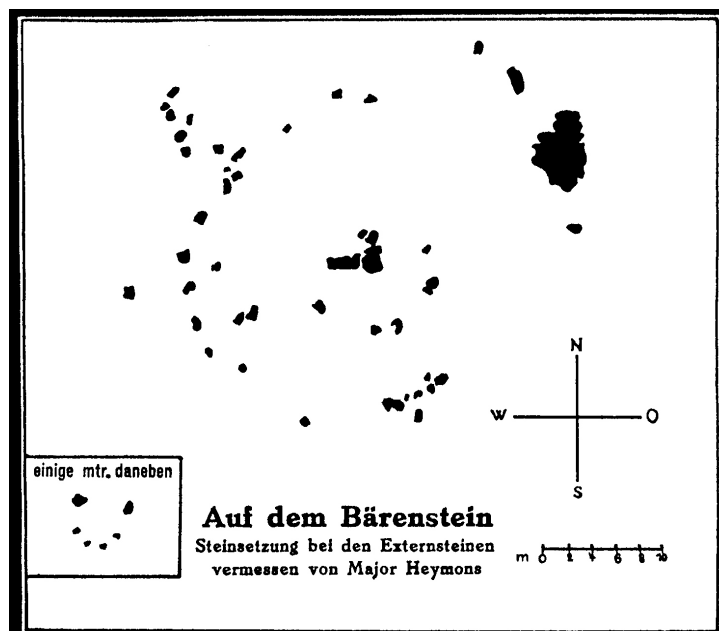 N
W O
S
einige mtr. daneben
Auf dem Bärenstein
Steinsetzung bei den Externsteinen
vermessen von Major Heymons
m 0 2 4 6 8 10